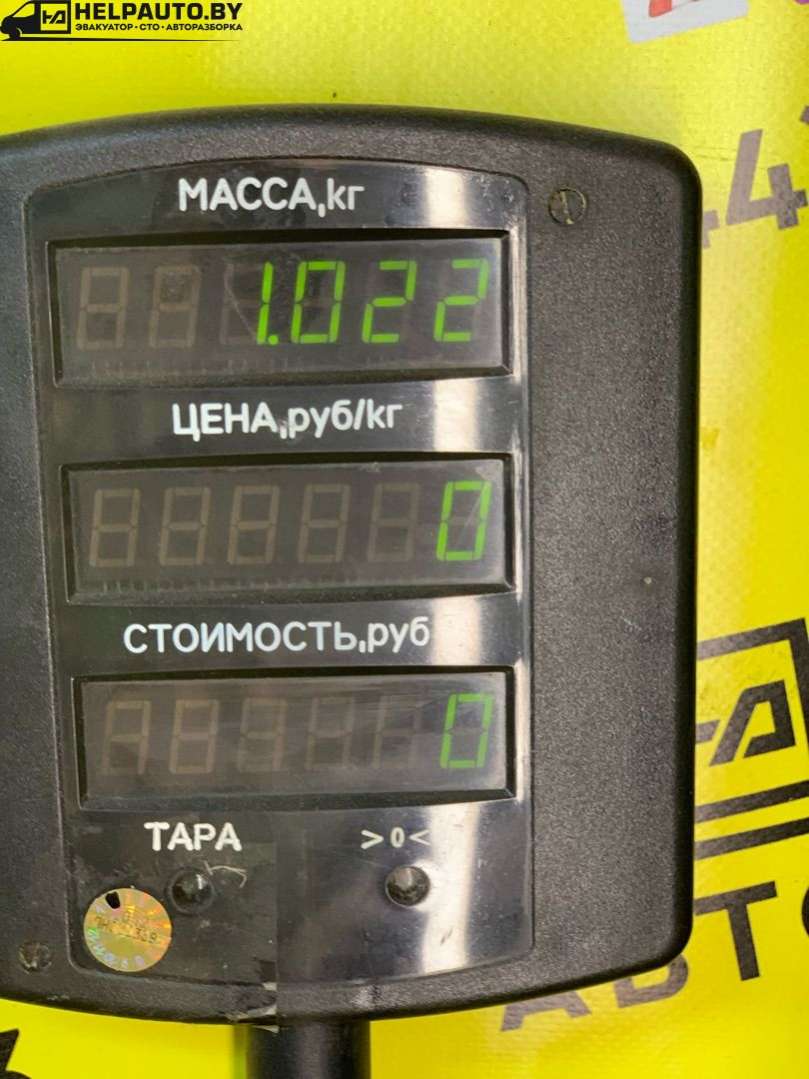 HELPAUTO.BY
ЭВАКУАТОР · СТО · АВТОРАЗБОРКА
МАССА,кг
1.022
ЦЕНА,руб/кг
0
СТОИМОСТЬ,руб
0
ТАРА >0<